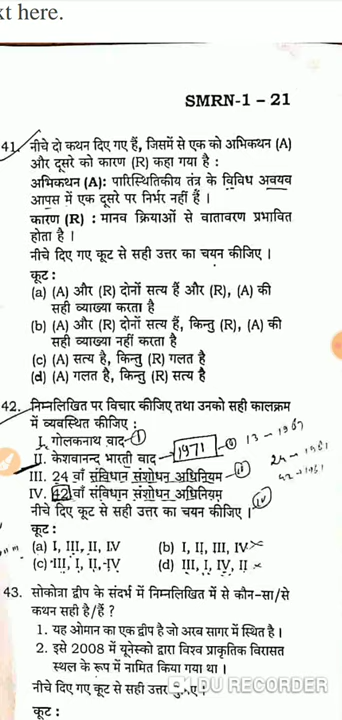 xt here.
SMRN-1 – 21
41. नीचे दो कथन दिए गए हैं, जिसमें से एक को अभिकथन (A)
और दूसरे को कारण (R) कहा गया है :
अभिकथन (A): पारिस्थितिकीय तंत्र के विविध अवयव
आपस में एक दूसरे पर निर्भर नहीं हैं ।
कारण (R) : मानव क्रियाओं से वातावरण प्रभावित
होता है ।
नीचे दिए गए कूट से सही उत्तर का चयन कीजिए ।
कूट :
(a) (A) और (R) दोनों सत्य हैं और (R), (A) की
सही व्याख्या करता है
(b) (A) और (R) दोनों सत्य हैं, किन्तु (R), (A) की
सही व्याख्या नहीं करता है
(c) (A) सत्य है, किन्तु (R) गलत है
(d) (A) गलत है, किन्तु (R) सत्य है
42. निम्नलिखित पर विचार कीजिए तथा उनको सही कालक्रम
में व्यवस्थित कीजिए :
I. गोलकनाथ वाद
II. केशवानन्द भारती वाद 1971 13 - 1967
III. 24 वाँ संविधान संशोधन अधिनियम
IV. 42 वाँ संविधान संशोधन अधिनियम
नीचे दिए गए कूट से सही उत्तर का चयन कीजिए ।
कूट :
(a) I, III, II, IV (b) I, II, III, IV
(c) III, I, II, IV (d) III, I, IV, II
43. सोकोत्रा द्वीप के संदर्भ में निम्नलिखित में से कौन-सा/से
कथन सही है/हैं ?
1. यह ओमान का एक द्वीप है जो अरब सागर में स्थित है ।
2. इसे 2008 में यूनेस्को द्वारा विश्व प्राकृतिक विरासत
स्थल के रूप में नामित किया गया था ।
नीचे दिए गए कूट से सही उत्तर चुनिए :
DU RECORDER
कूट :